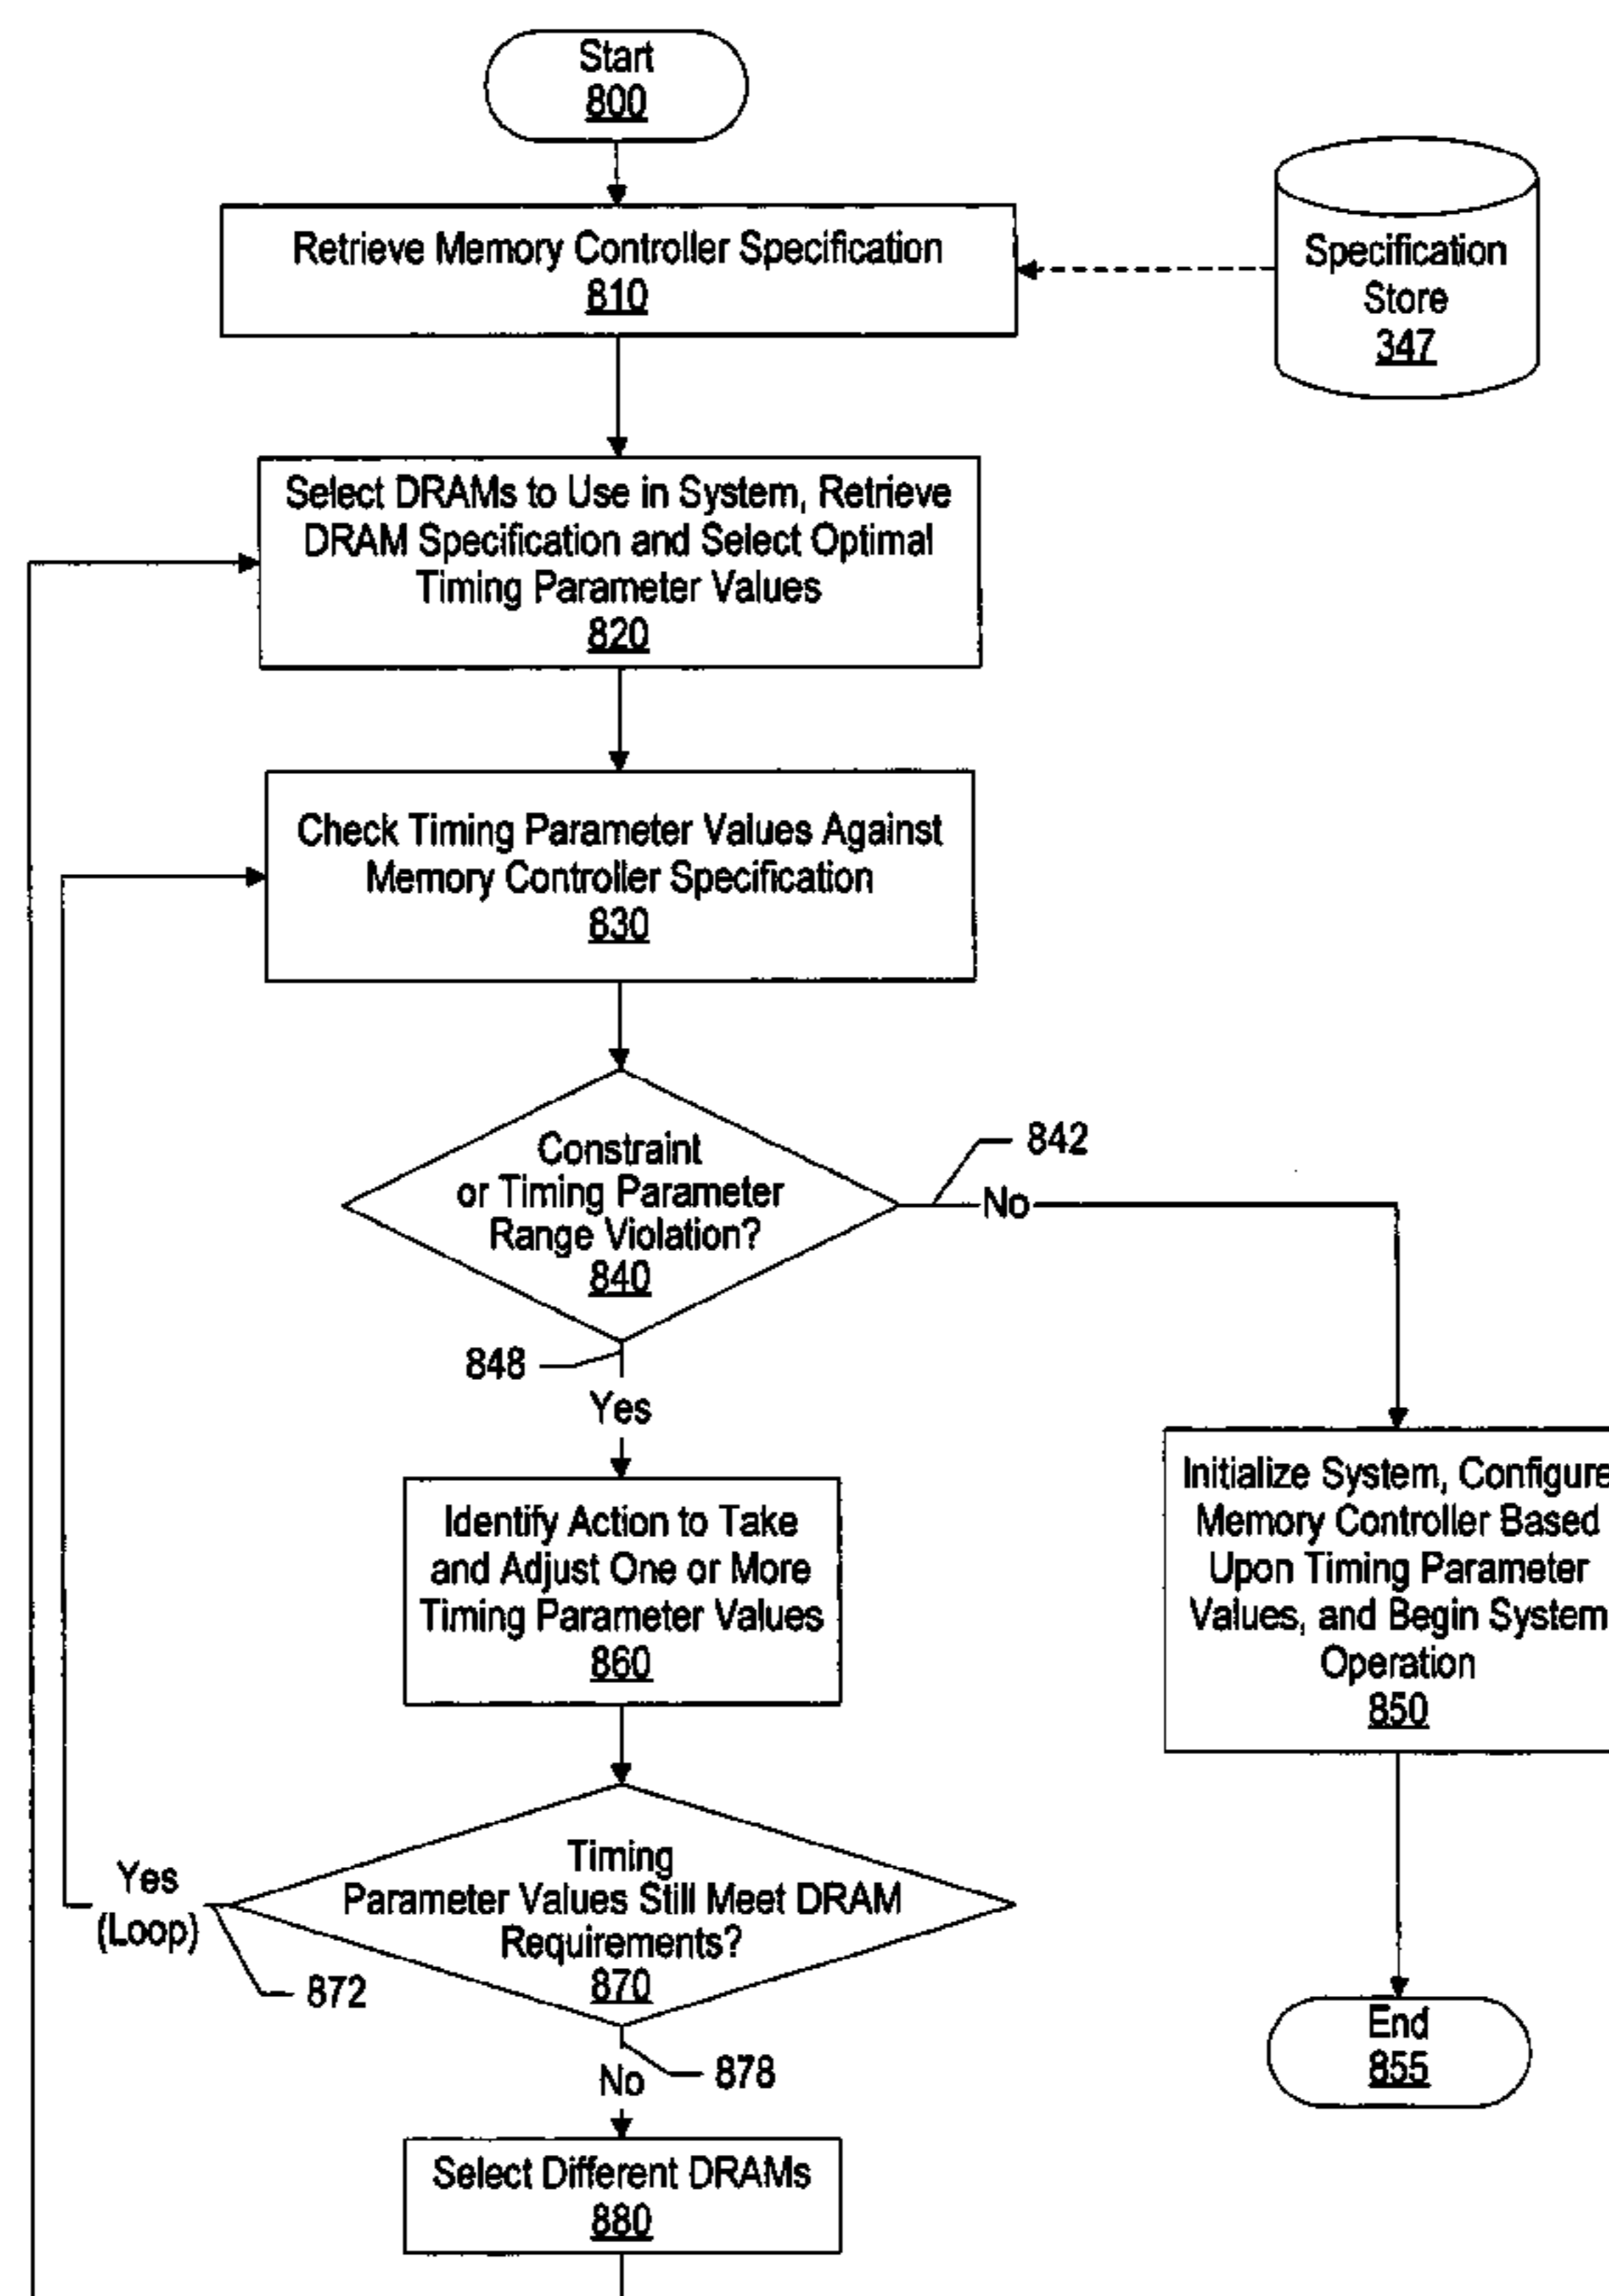 Start
800
Retrieve Memory Controller Specification
810
Specification
Store
347
Select DRAMs to Use in System, Retrieve
DRAM Specification and Select Optimal
Timing Parameter Values
820
Check Timing Parameter Values Against
Memory Controller Specification
830
Constraint
or Timing Parameter
Range Violation?
840
842
No
848
Yes
Identify Action to Take
and Adjust One or More
Timing Parameter Values
860
Initialize System, Configure
Memory Controller Based
Upon Timing Parameter
Values, and Begin System
Operation
850
Timing
Parameter Values Still Meet DRAM
Requirements?
870
Yes
(Loop)
872
878
No
End
855
Select Different DRAMs
880